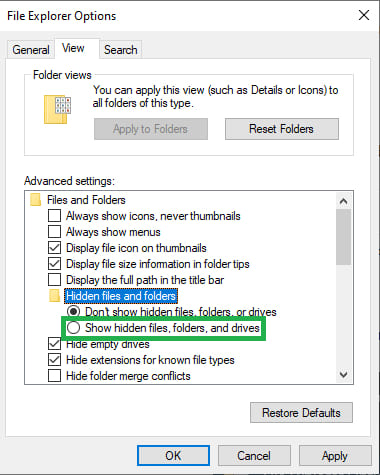 File Explorer Options
General
View
Search
Folder views
You can apply this view (such as Details or Icons) to
all folders of this type.
Apply to Folders
Reset Folders
Advanced settings:
Files and Folders
Always show icons, never thumbnails
Always show menus
Display file icon on thumbnails
Display file size information in folder tips
Display the full path in the title bar
Hidden files and folders
Don't show hidden files, folders, or drives
Show hidden files, folders, and drives
Hide empty drives
Hide extensions for known file types
Hide folder merge conflicts
Restore Defaults
OK
Cancel
Apply